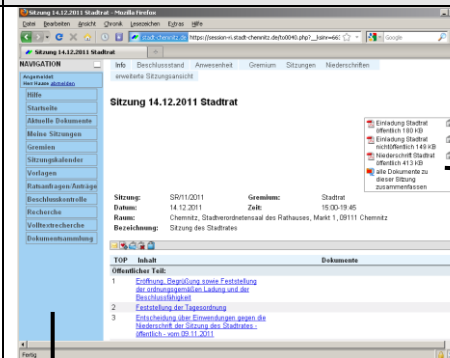 Sitzung 14.12.2011 Stadtrat - Mozilla Firefox
Datei Bearbeiten Ansicht Chronik Lesezeichen Extras Hilfe
Google
Sitzung 14.12.2011 Stadtrat
NAVIGATION
Info Beschlussstand Anwesenheit Gremium Sitzungen Niederschriften
erweiterte Sitzungsansicht
Angemeldet
abmelden
Hilfe
Startseite
Aktuelle Dokumente
Meine Sitzungen
Gremien
Sitzungskalender
Vorlagen
Ratsanfragen/Anträge
Beschlusskontrolle
Recherche
Volltextrecherche
Dokumentsammlung
Sitzung 14.12.2011 Stadtrat
Einladung Stadtrat
öffentlich 180 KB
Einladung Stadtrat
nichtöffentlich 149 KB
Niederschrift Stadtrat
öffentlich 413 KB
alle Dokumente zu
dieser Sitzung
zusammenfassen
Sitzung: SR/11/2011 Gremium: Stadtrat
Datum: 14.12.2011 Zeit: 15:00-19:45
Raum: Chemnitz, Stadtverordnetensaal des Rathauses, Markt 1, 09111 Chemnitz
Bezeichnung: Sitzung des Stadtrates
TOP Inhalt Dokumente
Öffentlicher Teil:
1 Eröffnung, Begrüßung sowie Feststellung
der ordnungsgemäßen Ladung und der
Beschlussfähigkeit
2 Feststellung der Tagesordnung
3 Entscheidung über Einwendungen gegen die
Niederschrift der Sitzung des Stadtrates -
öffentlich - vom 09.11.2011
Fertig